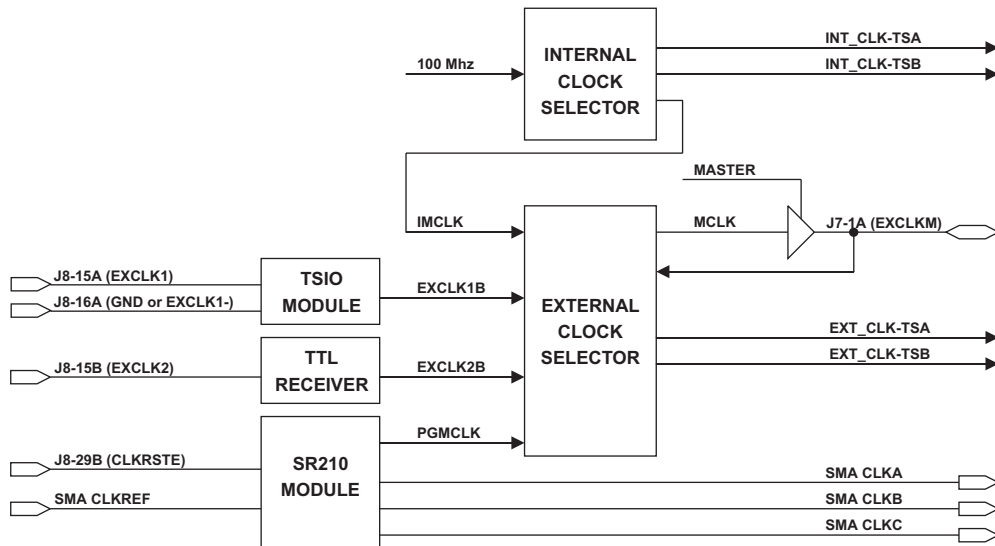 INT_CLK-TSA
100 Mhz
INTERNAL
CLOCK
SELECTOR
INT_CLK-TSB
MASTER
IMCLK
MCLK
J7-1A (EXCLKM)
J8-15A (EXCLK1)
J8-16A (GND or EXCLK1-)
TSIO
MODULE
EXCLK1B
EXTERNAL
CLOCK
SELECTOR
EXT_CLK-TSA
EXT_CLK-TSB
J8-15B (EXCLK2)
TTL
RECEIVER
EXCLK2B
PGMCLK
J8-29B (CLKRSTE)
SMA CLKREF
SR210
MODULE
SMA CLKA
SMA CLKB
SMA CLKC